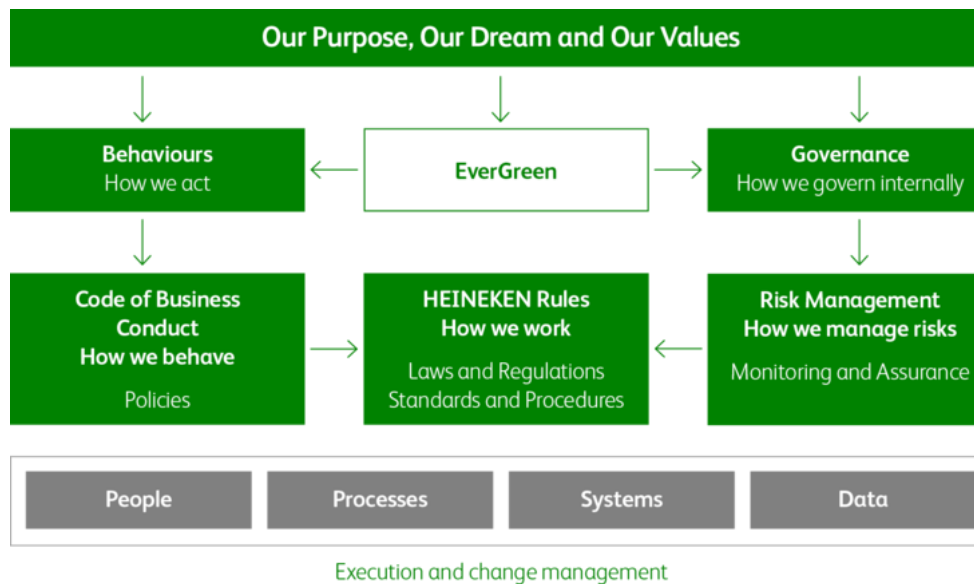 Our Purpose, Our Dream and Our Values
Behaviours
How we act
EverGreen
Governance
How we govern internally
Code of Business
Conduct
How we behave
Policies
HEINEKEN Rules
How we work
Laws and Regulations
Standards and Procedures
Risk Management
How we manage risks
Monitoring and Assurance
People
Processes
Systems
Data
Execution and change management